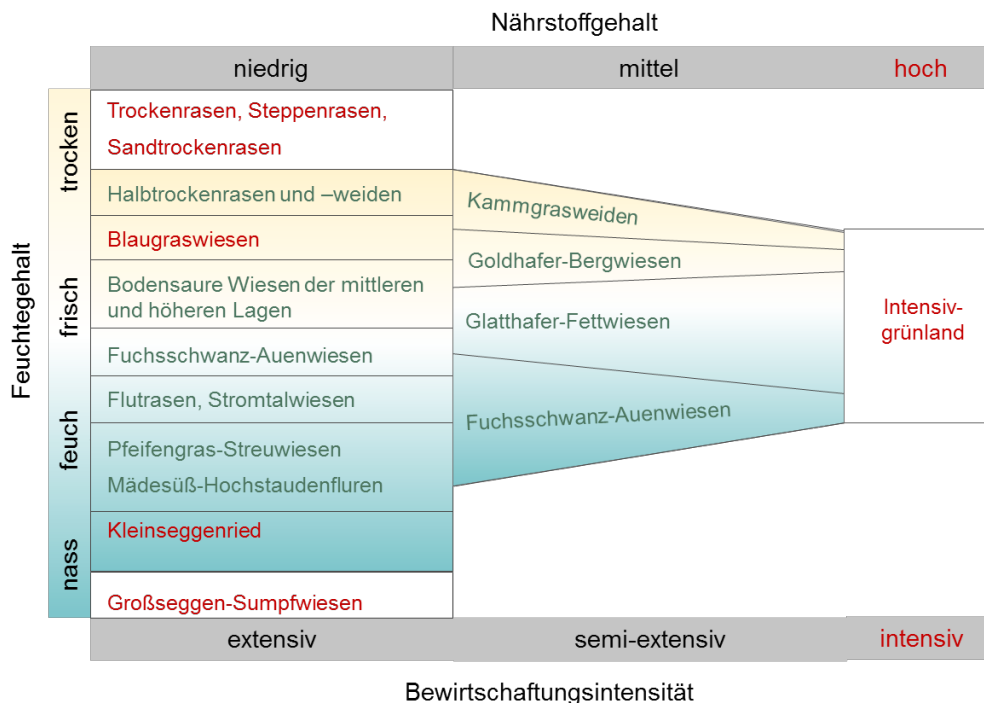 Nährstoffgehalt
niedrig
mittel
hoch
Feuchtegehalt
trocken
frisch
feuch
nass
Trockenrasen, Steppenrasen,
Sandtrockenrasen
Halbtrockenrasen und –weiden
Blaugraswiesen
Bodensaure Wiesen der mittleren
und höheren Lagen
Fuchsschwanz-Auenwiesen
Flutrasen, Stromtalwiesen
Pfeifengras-Streuwiesen
Mädesüß-Hochstaudenfluren
Kleinseggenried
Großseggen-Sumpfwiesen
Kammgrasweiden
Goldhafer-Bergwiesen
Glatthafer-Fettwiesen
Fuchsschwanz-Auenwiesen
Intensiv-
grünland
extensiv
semi-extensiv
intensiv
Bewirtschaftungsintensität